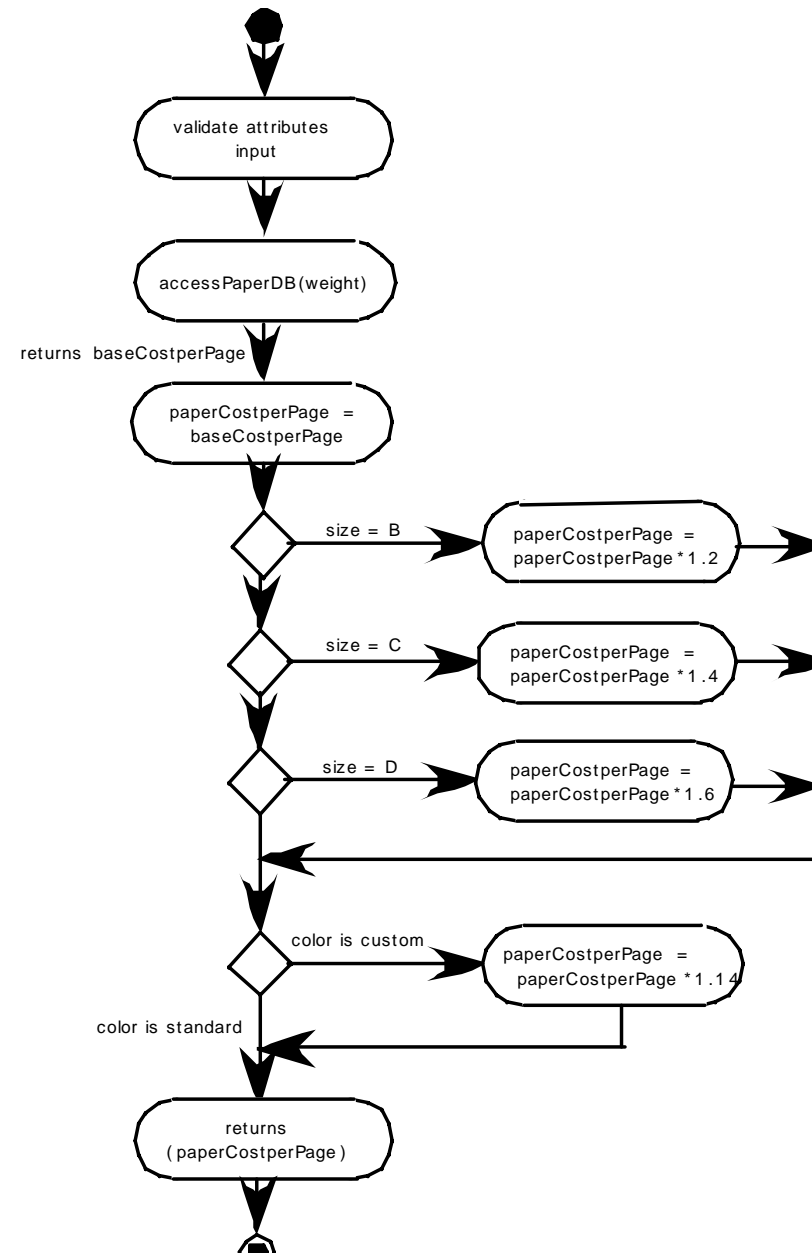 validate attributes
input
accessPaperDB(weight)
returns baseCostperPage
paperCostperPage =
baseCostperPage
size = B
paperCostperPage =
paperCostperPage*1.2
size = C
paperCostperPage =
paperCostperPage*1.4
size = D
paperCostperPage =
paperCostperPage*1.6
color is custom
paperCostperPage =
paperCostperPage*1.14
color is standard
returns
(paperCostperPage)